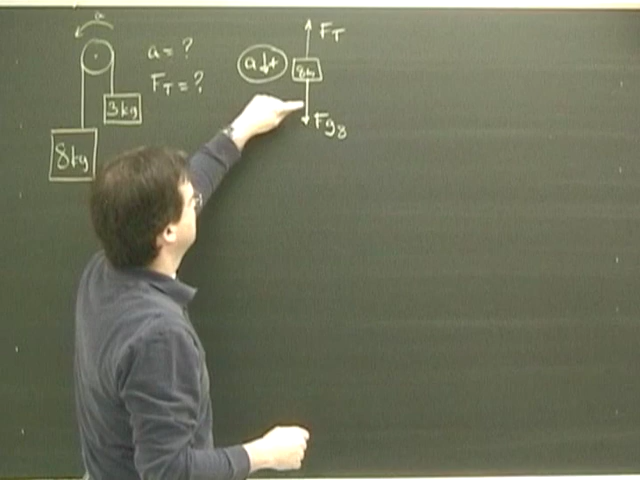 a
a = ?
F_T = ?
3kg
8kg
a↓+
F_T
8kg
F_g8